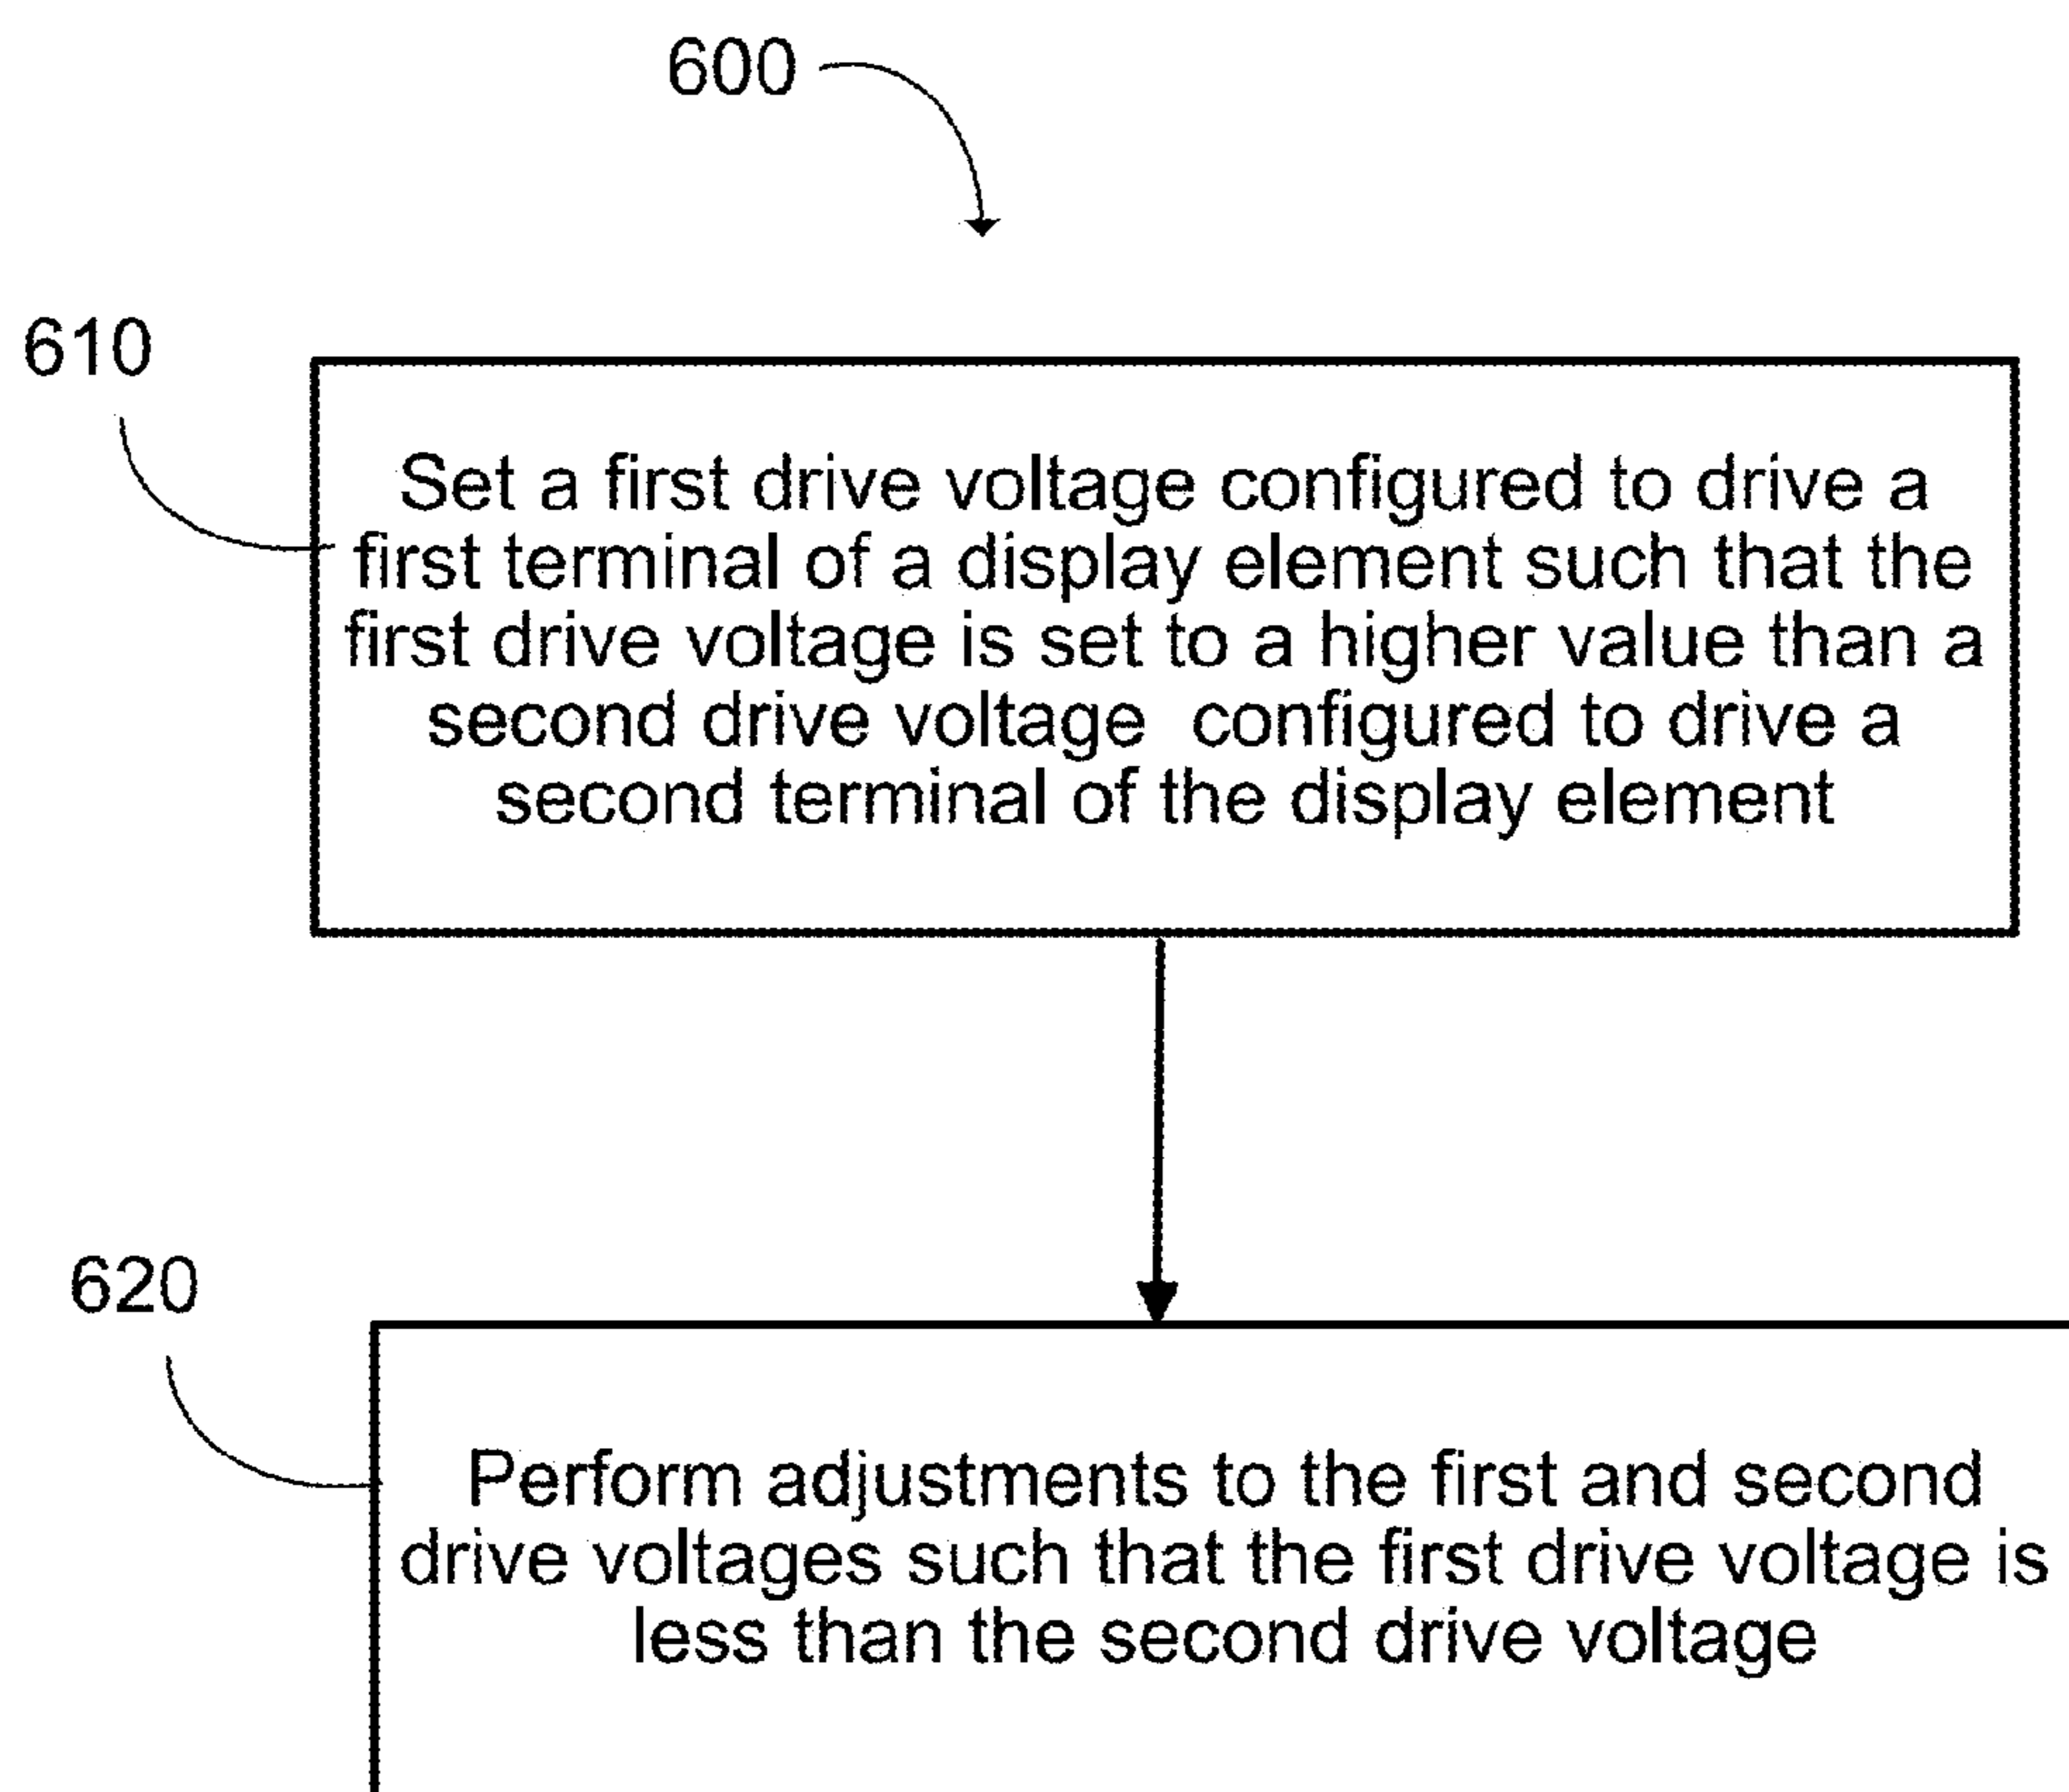 600
610
Set a first drive voltage configured to drive a
first terminal of a display element such that the
first drive voltage is set to a higher value than a
second drive voltage configured to drive a
second terminal of the display element
620
Perform adjustments to the first and second
drive voltages such that the first drive voltage is
less than the second drive voltage